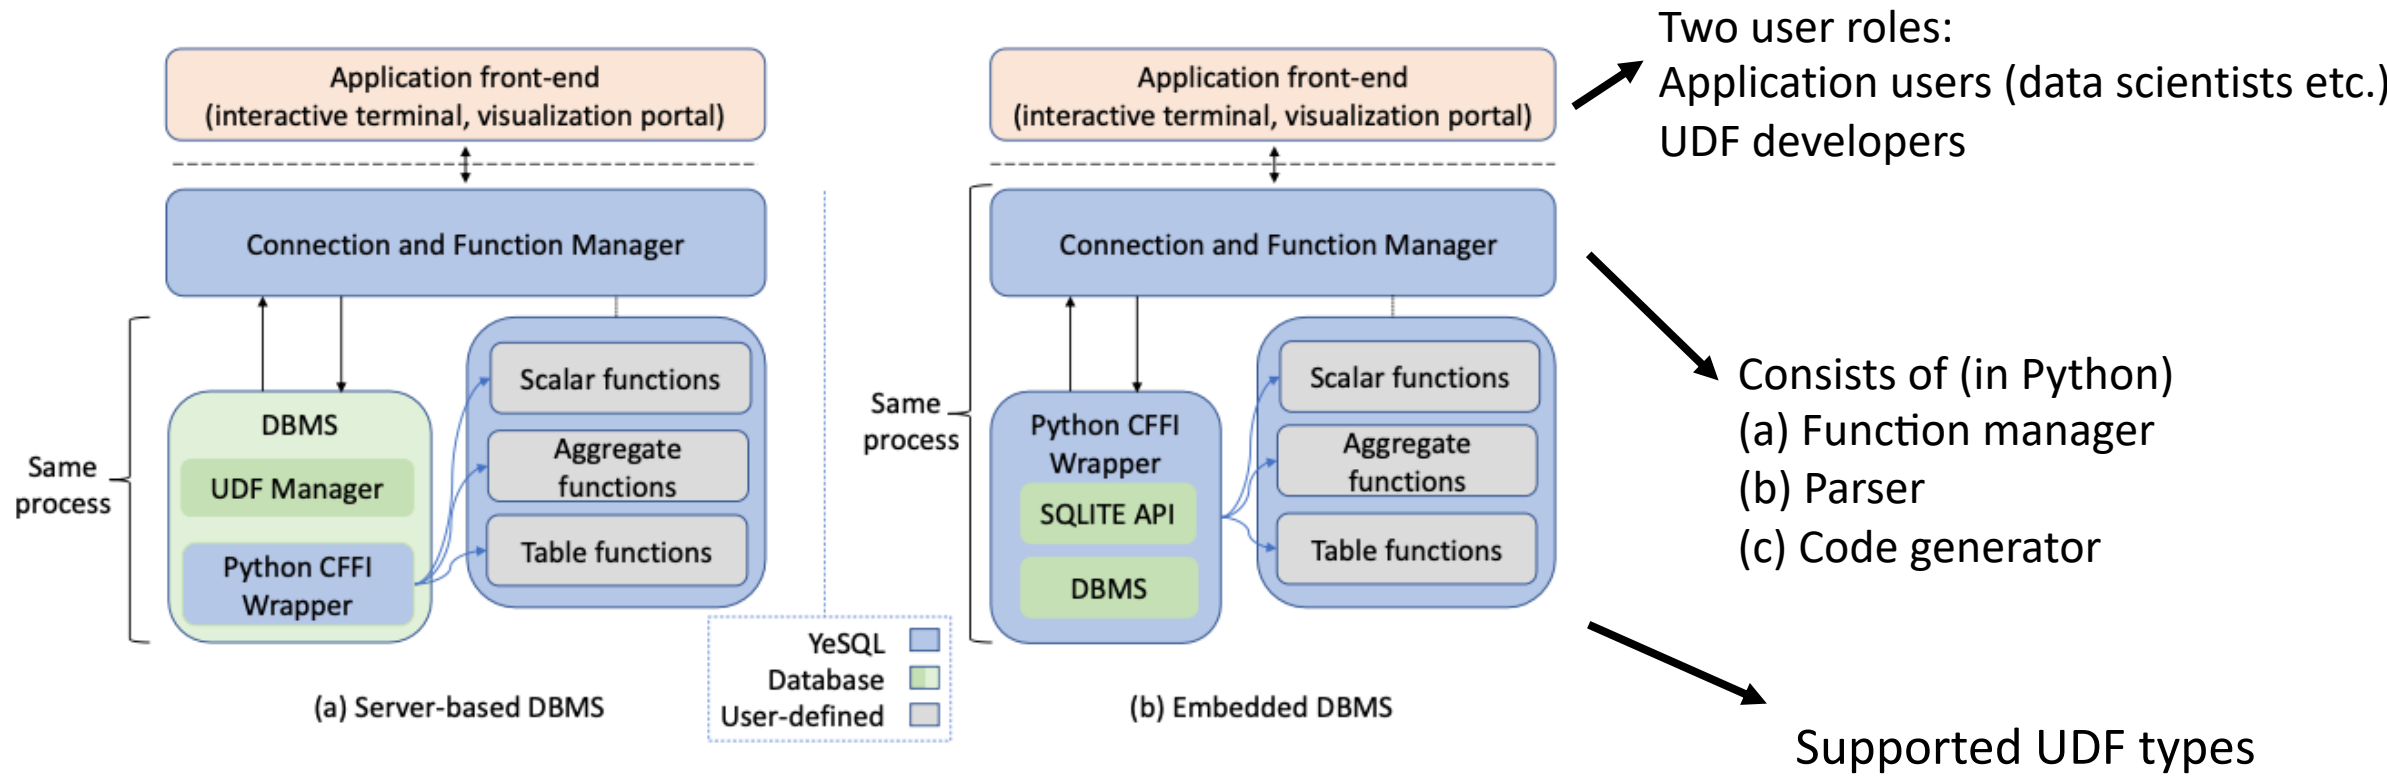 Application front-end
(interactive terminal, visualization portal)
Connection and Function Manager
Same
process
DBMS
UDF Manager
Python CFFI
Wrapper
Scalar functions
Aggregate
functions
Table functions
(a) Server-based DBMS
YeSQL
Database
User-defined
Application front-end
(interactive terminal, visualization portal)
Connection and Function Manager
Same
process
Python CFFI
Wrapper
SQLITE API
DBMS
Scalar functions
Aggregate
functions
Table functions
(b) Embedded DBMS
Two user roles:
Application users (data scientists etc.)
UDF developers
Consists of (in Python)
(a) Function manager
(b) Parser
(c) Code generator
Supported UDF types